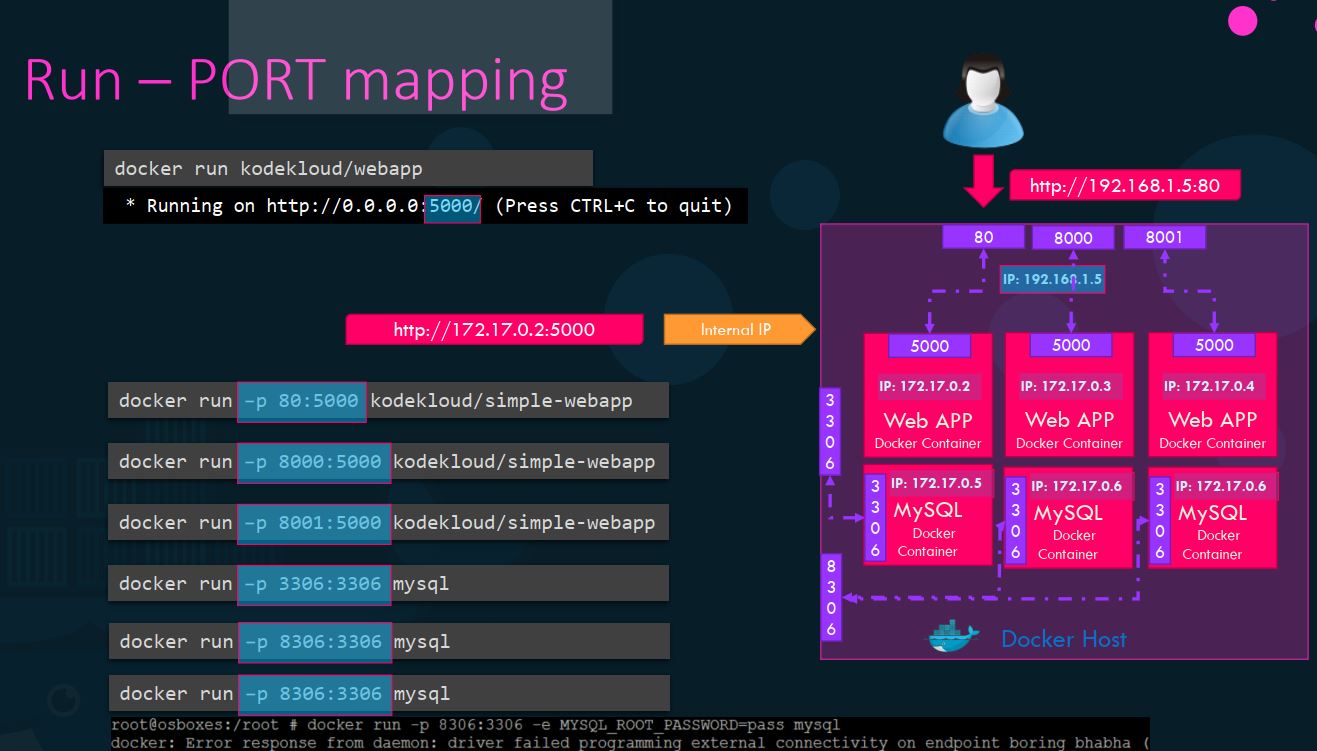 Run – PORT mapping
docker run kodekloud/webapp
* Running on http://0.0.0.0:5000/ (Press CTRL+C to quit)
http://192.168.1.5:80
80
8000
8001
IP: 192.168.1.5
http://172.17.0.2:5000
Internal IP
5000
5000
5000
IP: 172.17.0.2
IP: 172.17.0.3
IP: 172.17.0.4
Web APP
Web APP
Web APP
Docker Container
Docker Container
Docker Container
docker run -p 80:5000 kodekloud/simple-webapp
docker run -p 8000:5000 kodekloud/simple-webapp
docker run -p 8001:5000 kodekloud/simple-webapp
docker run -p 3306:3306 mysql
docker run -p 8306:3306 mysql
docker run -p 8306:3306 mysql
3306
8306
3306
IP: 172.17.0.5
MySQL
Docker
Container
3306
IP: 172.17.0.6
MySQL
Docker
Container
3306
IP: 172.17.0.6
MySQL
Docker
Container
Docker Host
root@osboxes:/root # docker run -p 8306:3306 -e MYSQL_ROOT_PASSWORD=pass mysql
docker: Error response from daemon: driver failed programming external connectivity on endpoint boring_bhabha (